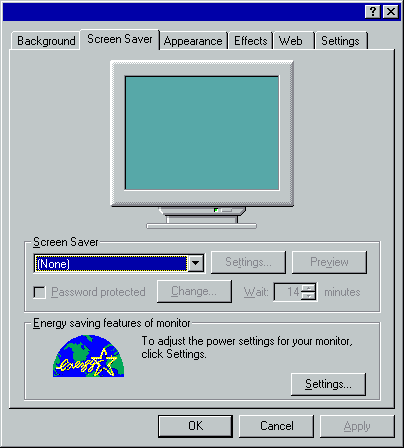 Background Screen Saver Appearance Effects Web Settings
Screen Saver
(None) Settings... Preview
Password protected Change... Wait: 14 minutes
Energy saving features of monitor
energy
To adjust the power settings for your monitor,
click Settings.
Settings...
OK Cancel Apply